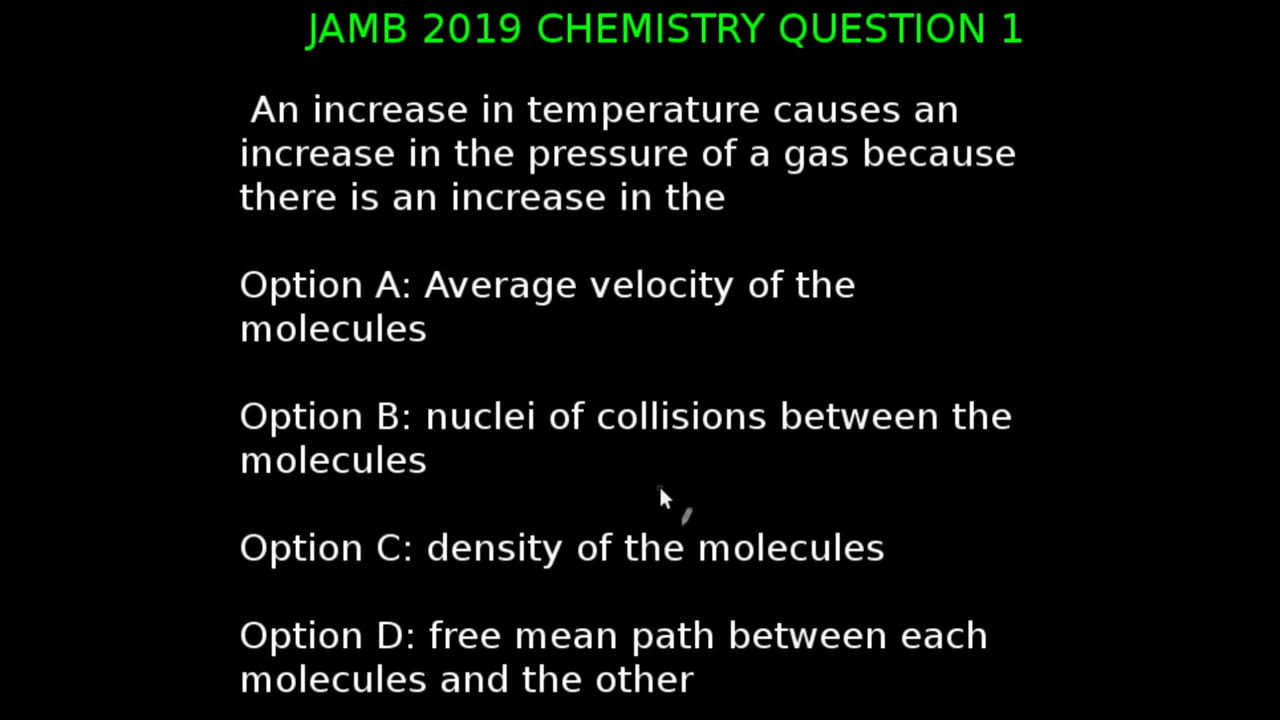 JAMB 2019 CHEMISTRY QUESTION 1
An increase in temperature causes an
increase in the pressure of a gas because
there is an increase in the
Option A: Average velocity of the
molecules
Option B: nuclei of collisions between the
molecules
Option C: density of the molecules
Option D: free mean path between each
molecules and the other